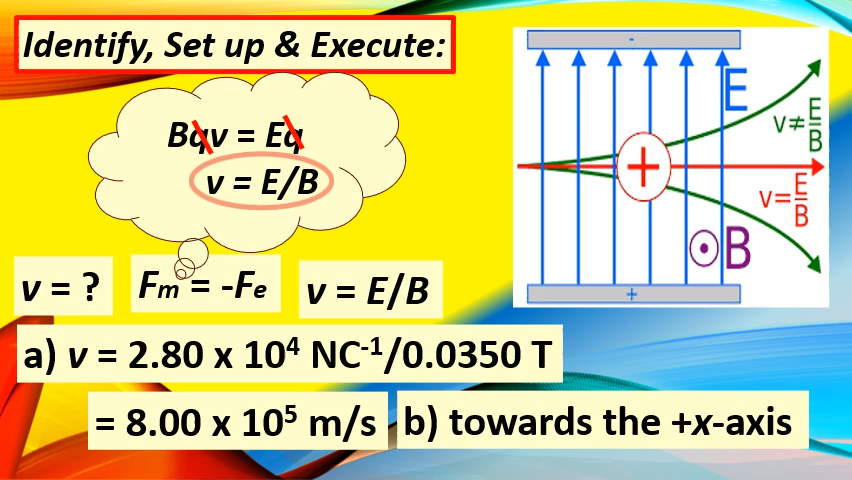 Identify, Set up & Execute:
Bqv = Eq
v = E/B
v = ?
Fm = -Fe
v = E/B
a) v = 2.80 x 10⁴ NC⁻¹/0.0350 T
= 8.00 x 10⁵ m/s
b) towards the +x-axis
-
E
v≠E/B
+
v=E/B
B
+